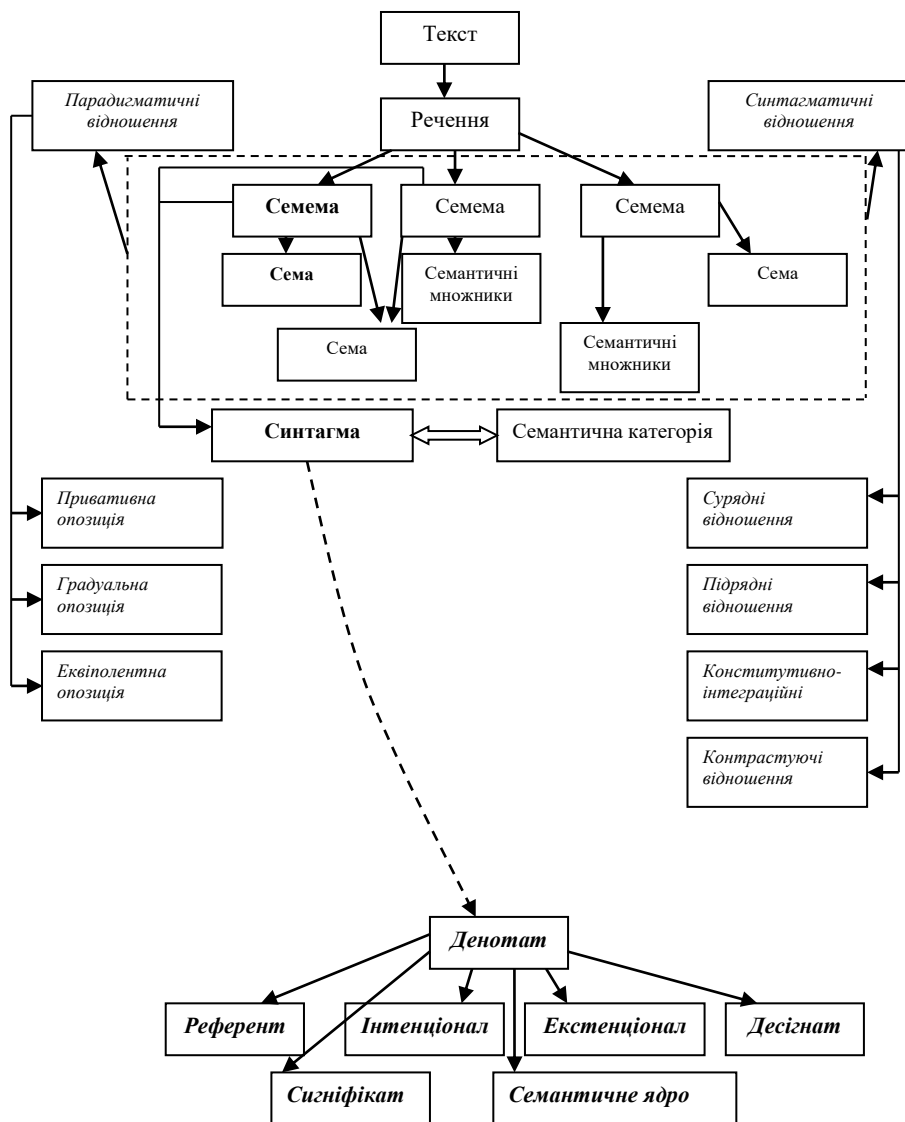 Текст
Парадигматичні
відношення
Речення
Синтагматичні
відношення
Семема
Семема
Семема
Сема
Семантичні
множники
Сема
Сема
Семантичні
множники
Синтагма
Семантична категорія
Привативна
опозиція
Сурядні
відношення
Градуальна
опозиція
Підрядні
відношення
Еквіполентна
опозиція
Конститутивно-
інтеграційні
Контрастуючі
відношення
Денотат
Референт
Інтенціонал
Екстенціонал
Десігнат
Сигніфікат
Семантичне ядро